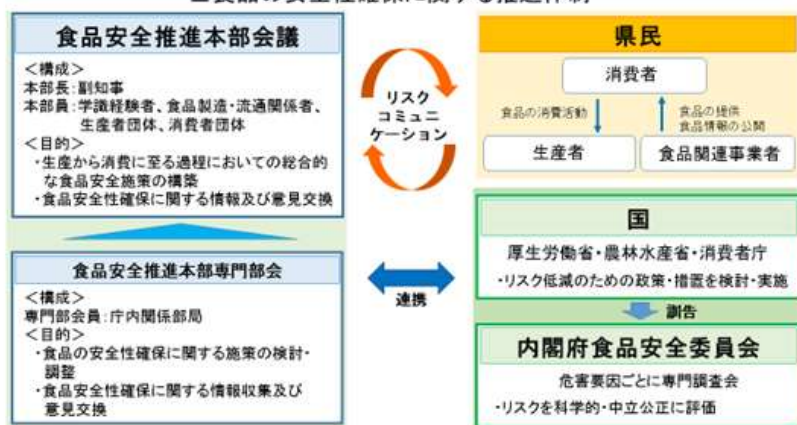 食品安全推進本部会議
<構成>
本部長:副知事
本部員:学識経験者、食品製造・流通関係者、
生産者団体、消費者団体
<目的>
・生産から消費に至る過程においての総合的
な食品安全施策の構築
・食品安全性確保に関する情報及び意見交換
食品安全推進本部専門部会
<構成>
専門部会員:庁内関係部局
<目的>
・食品の安全性確保に関する施策の検討・
調整
・食品安全性確保に関する情報収集及び
意見交換
リスク
コミュニ
ケーション
連携
県民
消費者
食品の消費活動
食品の提供
食品情報の公開
生産者
食品関連事業者
国
厚生労働省・農林水産省・消費者庁
・リスク低減のための政策・措置を検討・実施
勧告
内閣府食品安全委員会
危害要因ごとに専門調査会
・リスクを科学的・中立公正に評価